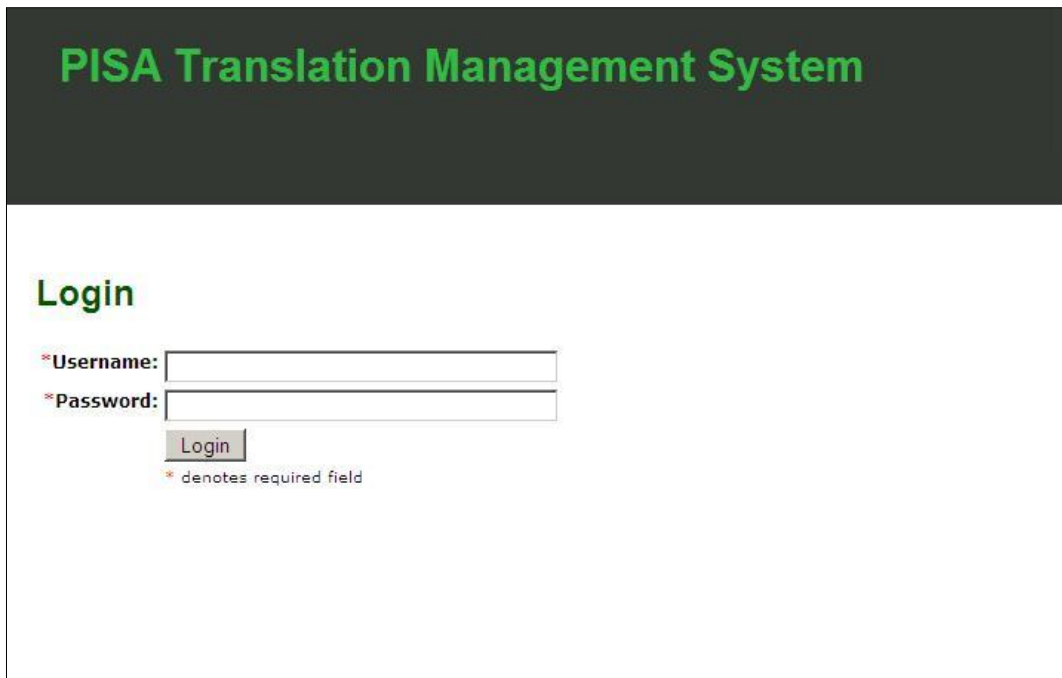 PISA Translation Management System
Login
*Username:
*Password:
Login
* denotes required field